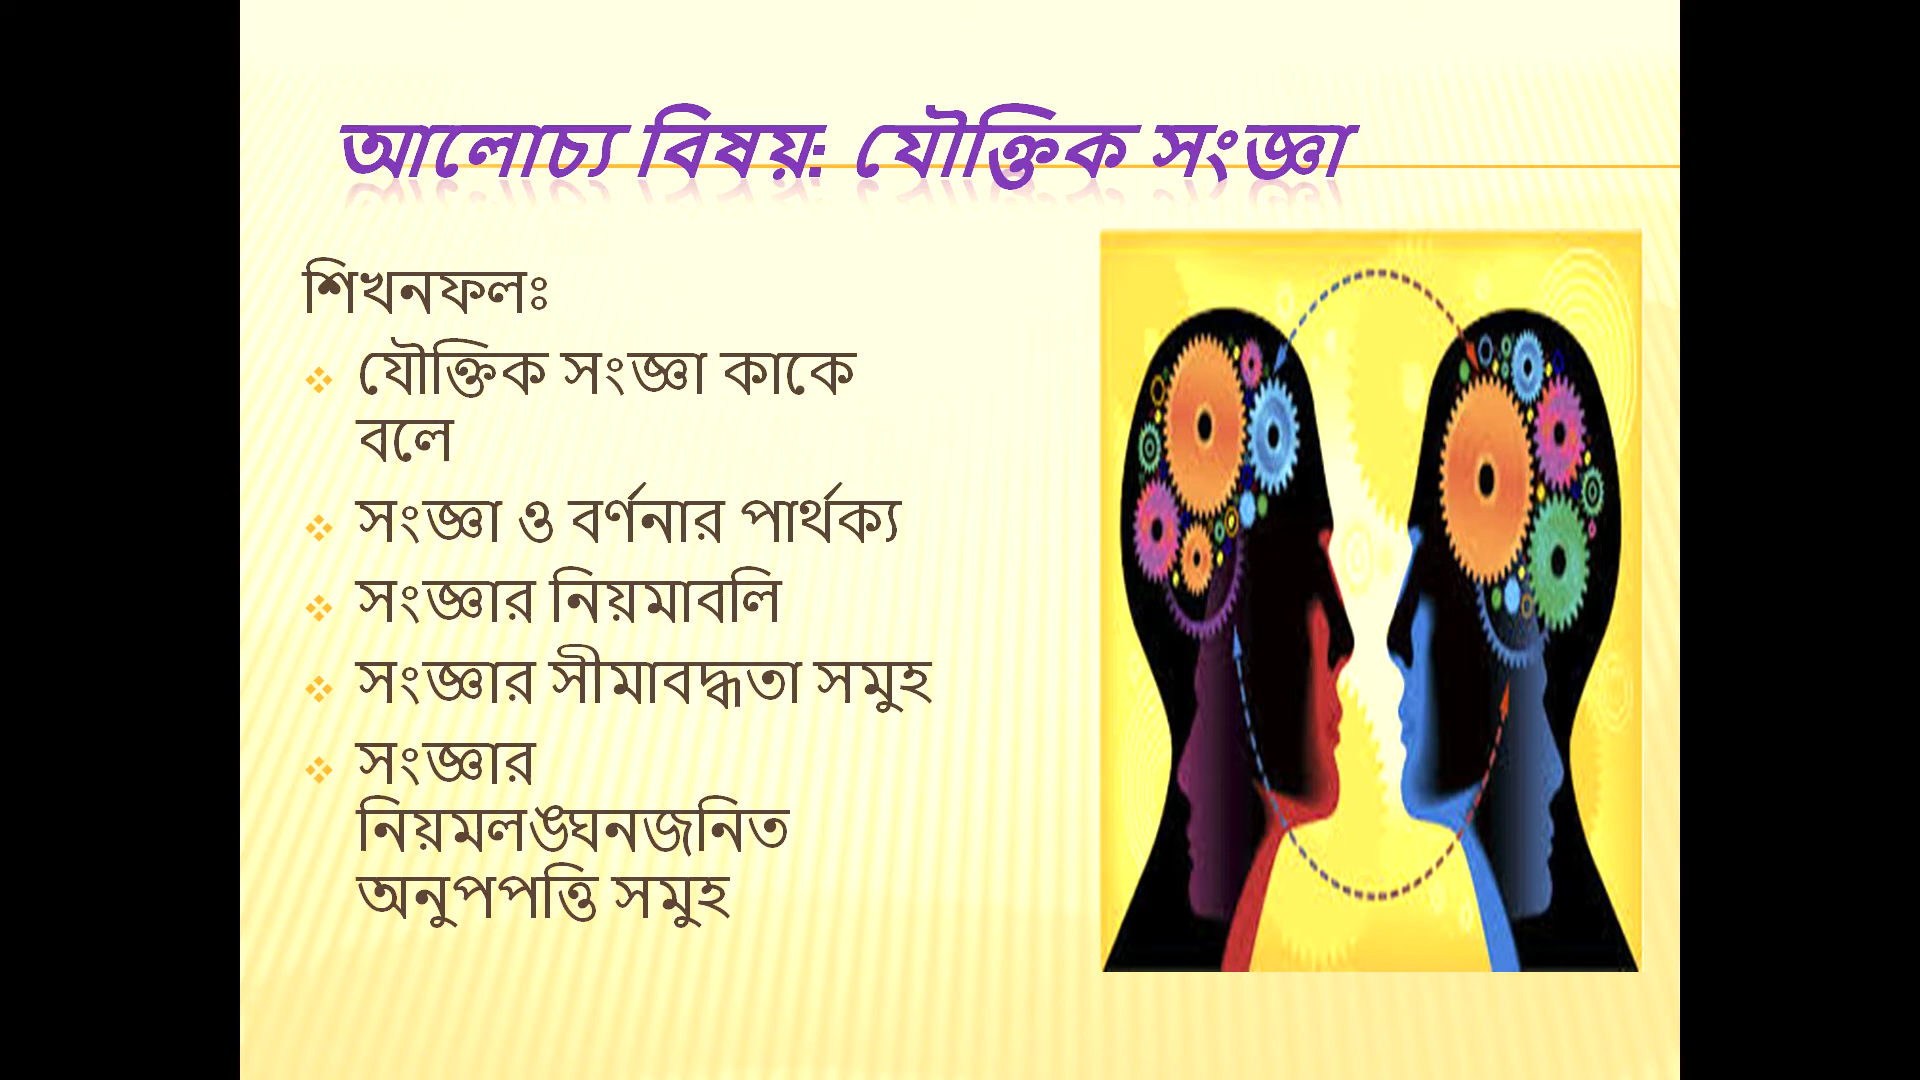 আলোচ্য বিষয়: যৌক্তিক সংজ্ঞা
শিখনফলঃ
যৌক্তিক সংজ্ঞা কাকে
বলে
সংজ্ঞা ও বর্ণনার পার্থক্য
সংজ্ঞার নিয়মাবলি
সংজ্ঞার সীমাবদ্ধতা সমুহ
সংজ্ঞার
নিয়মলঙ্ঘনজনিত
অনুপপত্তি সমুহ